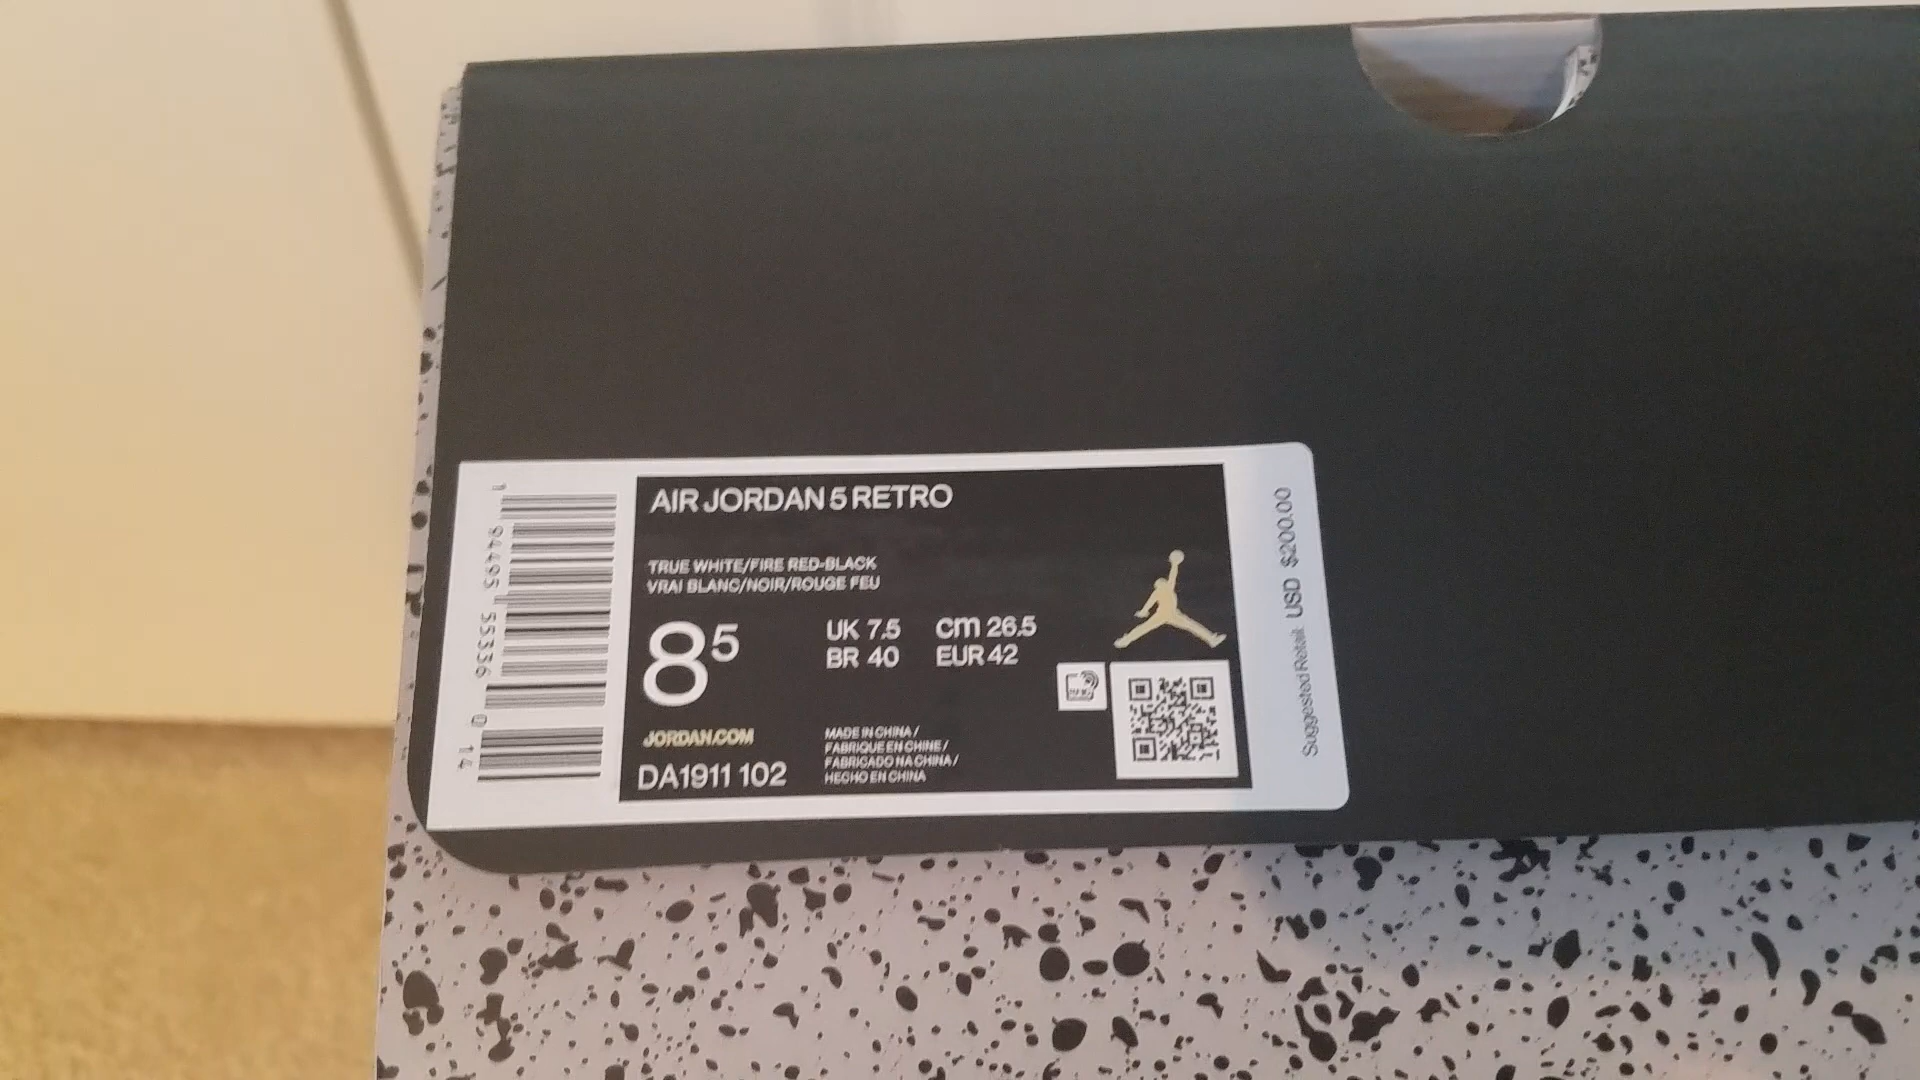 AIR JORDAN 5 RETRO
TRUE WHITE/FIRE RED-BLACK
VRAI BLANC/NOIR/ROUGE FEU
8 5
UK 7.5 cm 26.5
BR 40 EUR 42
JORDAN.COM
DA1911 102
MADE IN CHINA /
FABRIQUE EN CHINE /
FABRICADO NA CHINA /
HECHO EN CHINA
Suggested Retail: USD $200.00
1 94495 55336 0 14